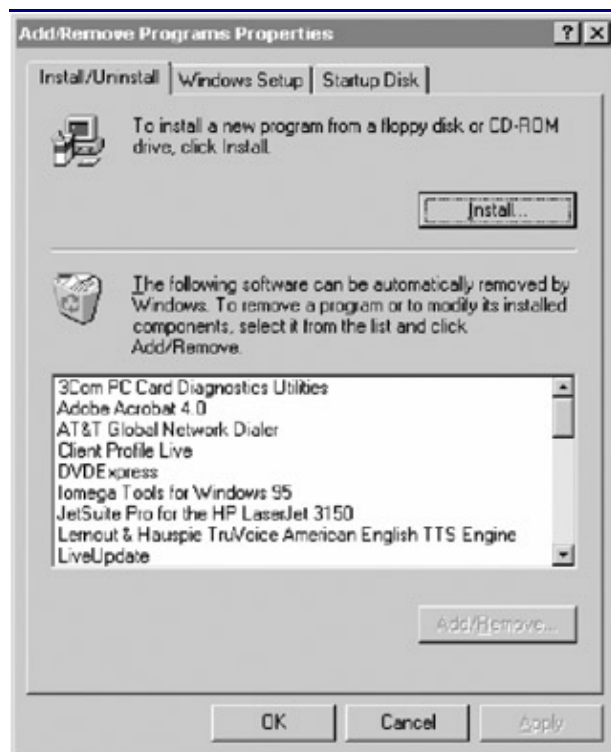 Add/Remove Programs Properties
Install/Uninstall
Windows Setup
Startup Disk
To install a new program from a floppy disk or CD-ROM
drive, click Install.
Install...
The following software can be automatically removed by
Windows. To remove a program or to modify its installed
components, select it from the list and click
Add/Remove.
3Com PC Card Diagnostics Utilities
Adobe Acrobat 4.0
AT&T Global Network Dialer
Client Profile Live
DVDExpress
Iomega Tools for Windows 95
JetSuite Pro for the HP LaserJet 3150
Lernout & Hauspie TruVoice American English TTS Engine
LiveUpdate
Add/Remove...
OK
Cancel
Apply